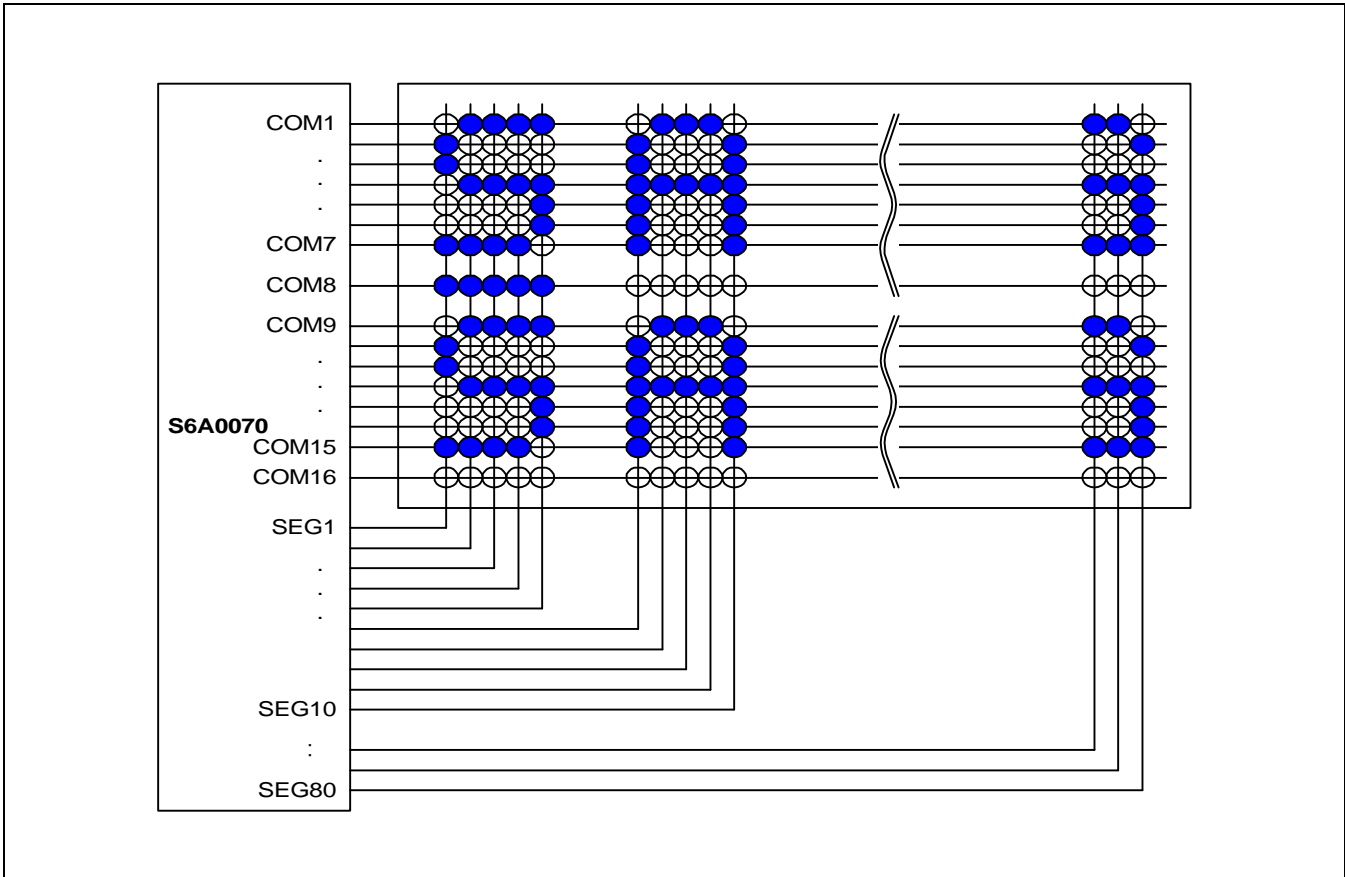 COM1
.
.
.
COM7
COM8
COM9
.
.
.
S6A0070
COM15
COM16
SEG1
.
.
.
SEG10
:
SEG80